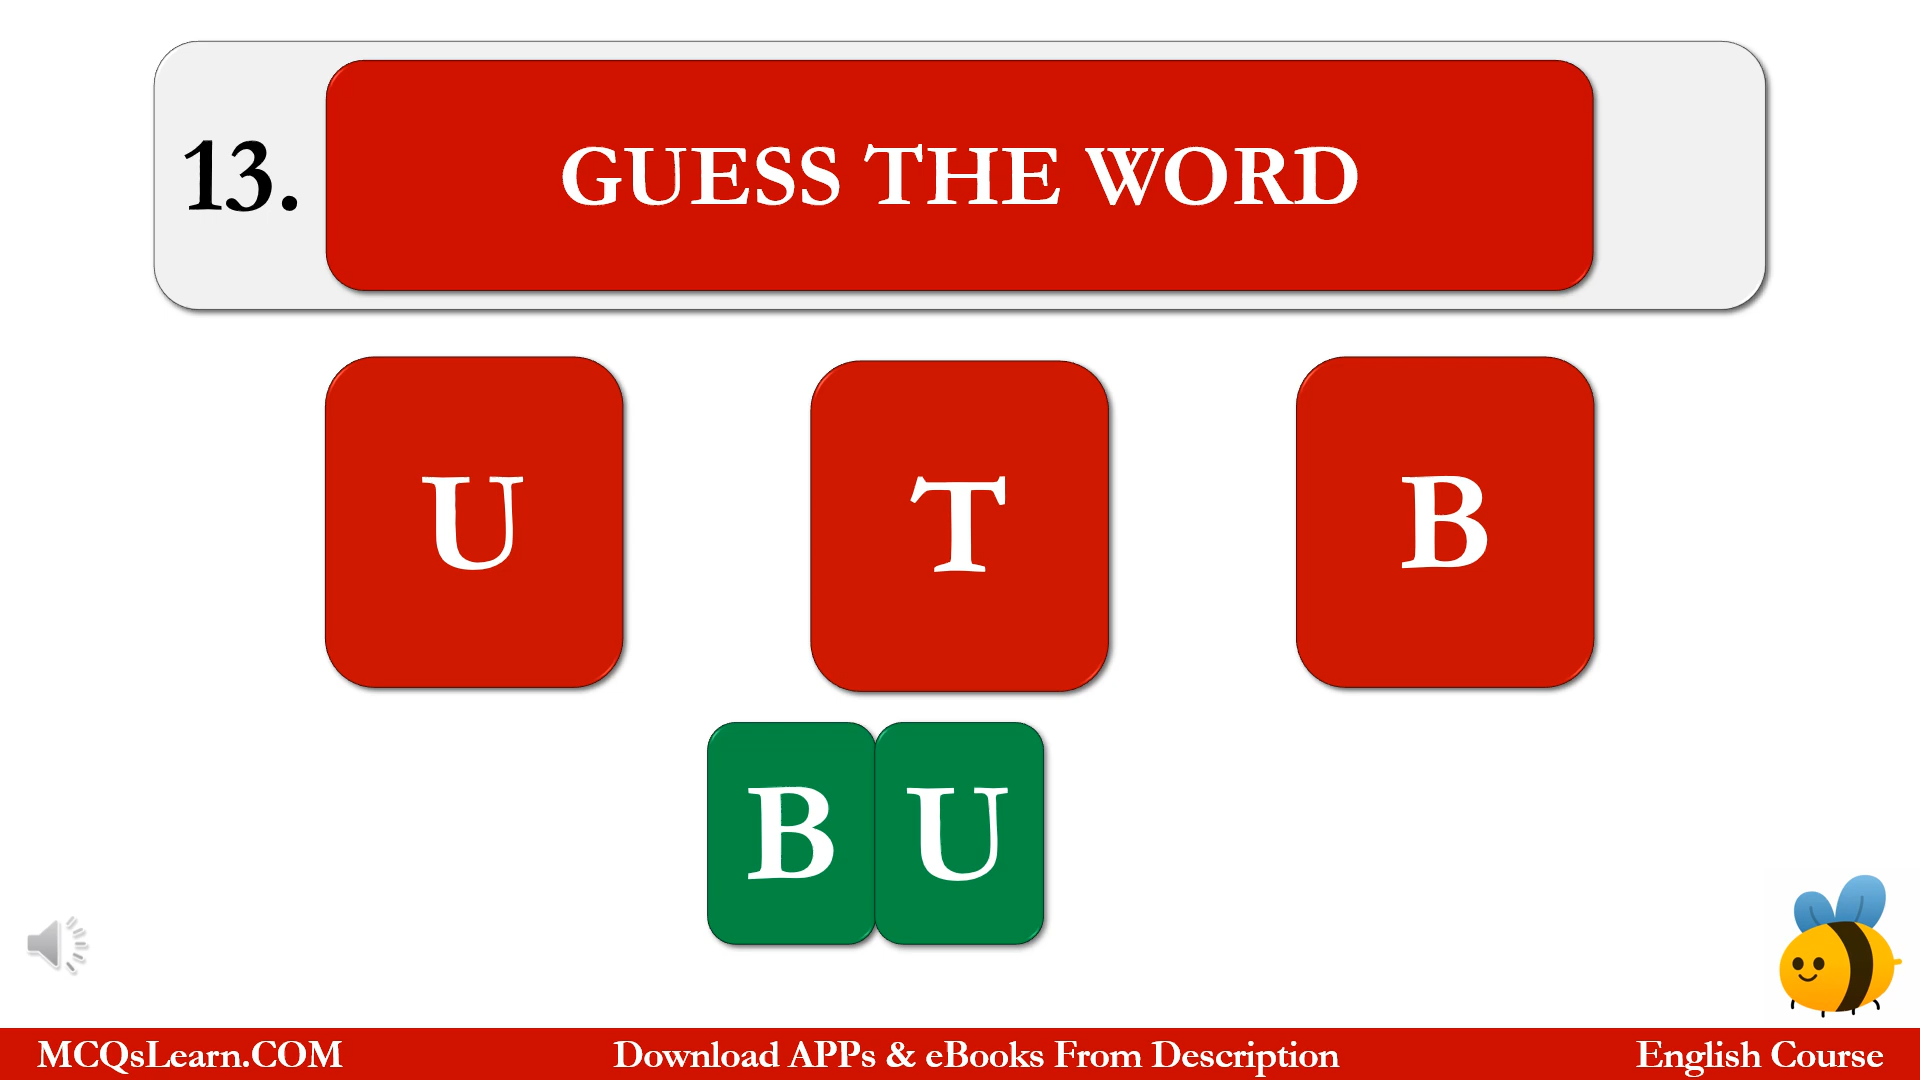 13.
GUESS THE WORD
U T B
B U
MCQsLearn.COM Download APPs & eBooks From Description English Course